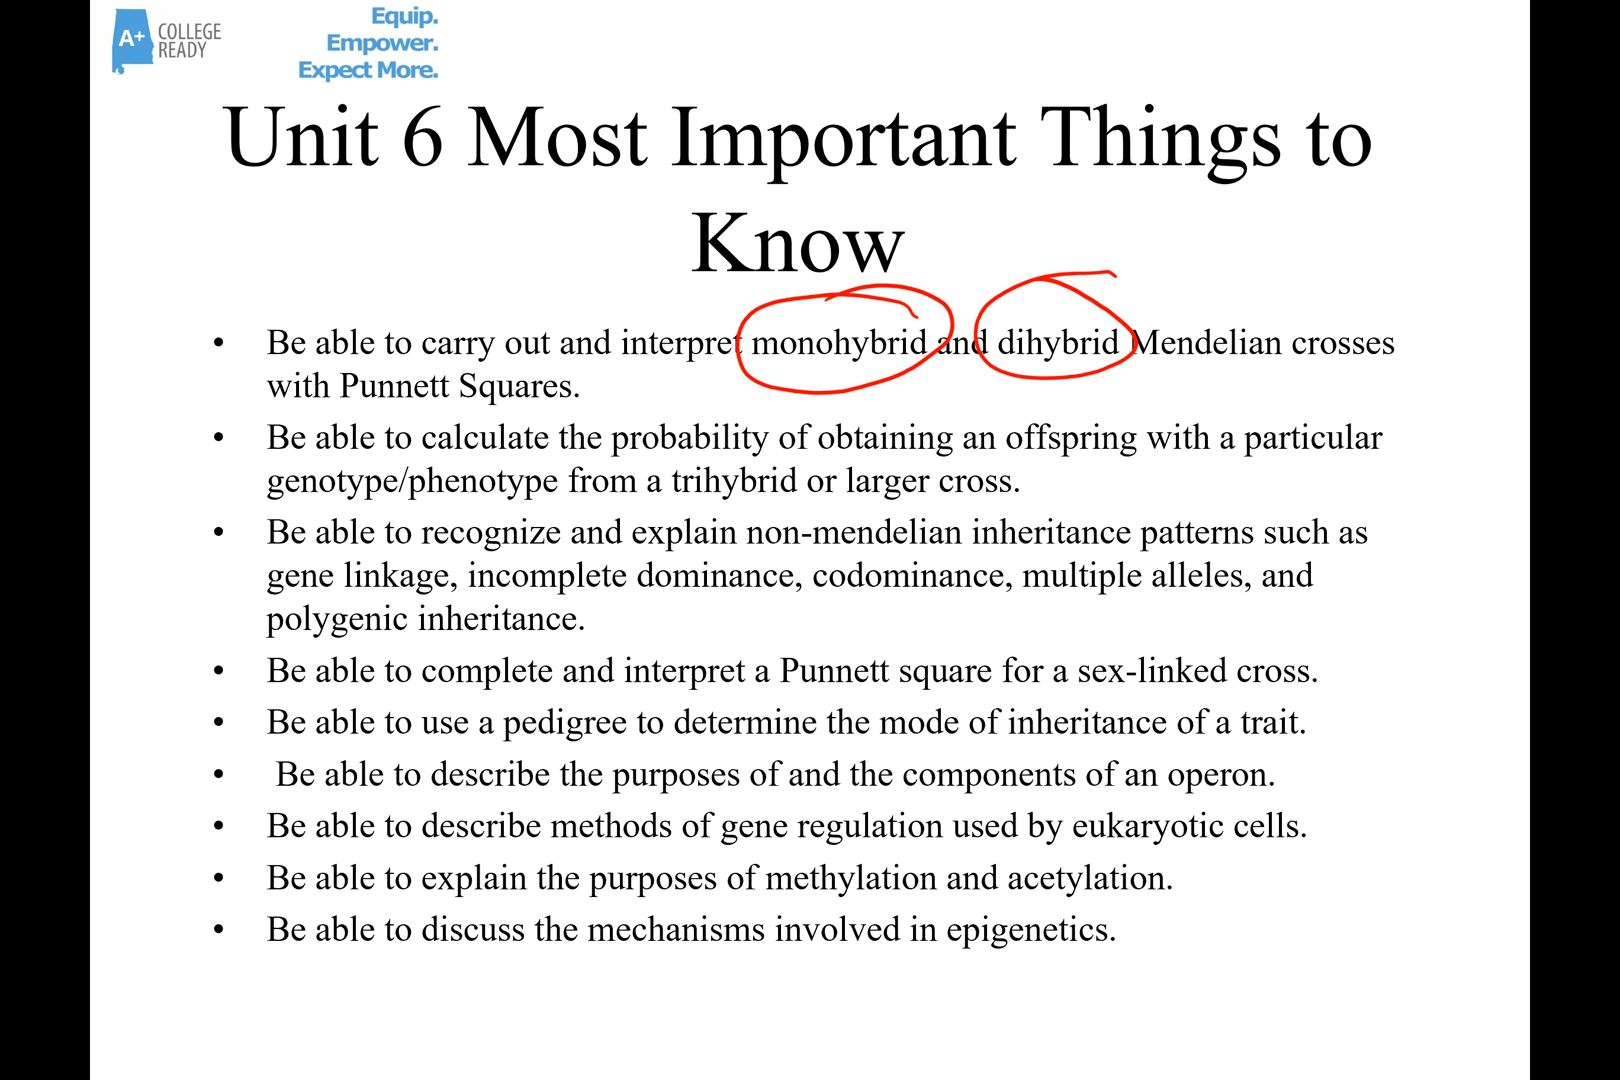 A+ COLLEGE
READY
Equip.
Empower.
Expect More.
Unit 6 Most Important Things to
Know
• Be able to carry out and interpret monohybrid and dihybrid Mendelian crosses
with Punnett Squares.
• Be able to calculate the probability of obtaining an offspring with a particular
genotype/phenotype from a trihybrid or larger cross.
• Be able to recognize and explain non-mendelian inheritance patterns such as
gene linkage, incomplete dominance, codominance, multiple alleles, and
polygenic inheritance.
• Be able to complete and interpret a Punnett square for a sex-linked cross.
• Be able to use a pedigree to determine the mode of inheritance of a trait.
• Be able to describe the purposes of and the components of an operon.
• Be able to describe methods of gene regulation used by eukaryotic cells.
• Be able to explain the purposes of methylation and acetylation.
• Be able to discuss the mechanisms involved in epigenetics.